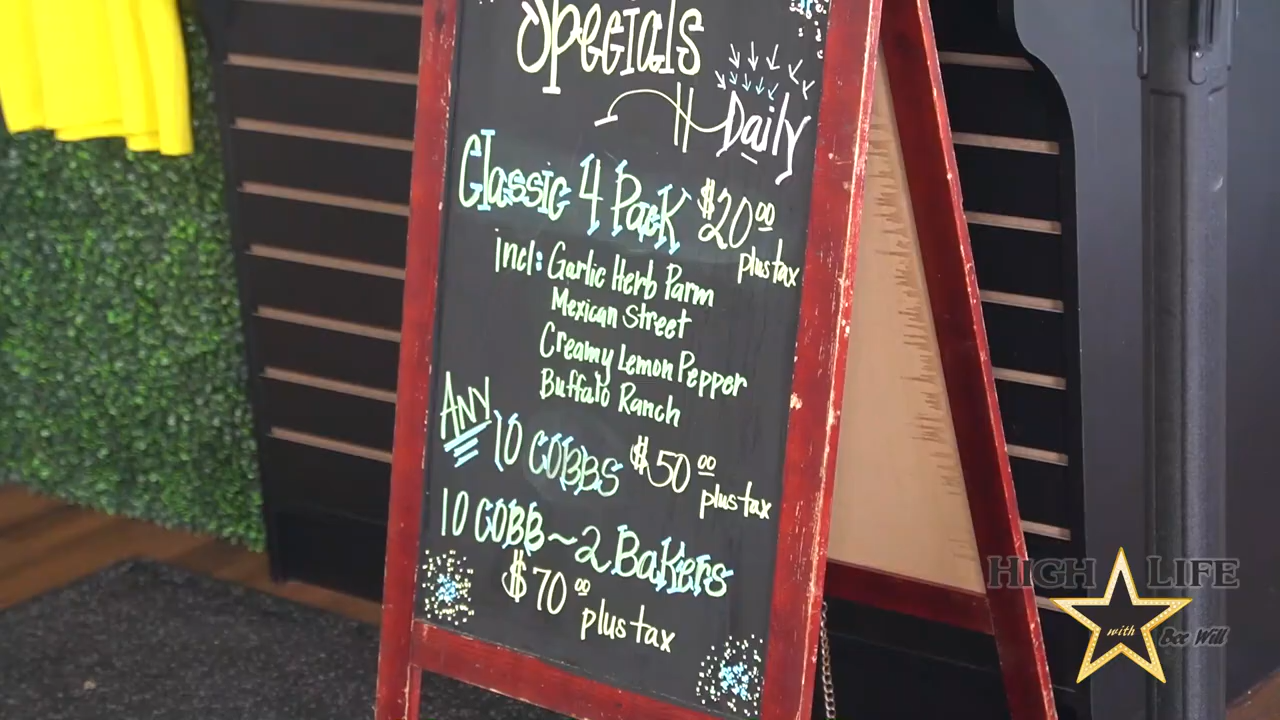 Specials
Daily
Classic 4 Pack $20.00
plus tax
incl: Garlic Herb Parm
Mexican Street
Creamy Lemon Pepper
Buffalo Ranch
ANY 10 COBBS $50.00
plus tax
10 COBB ~ 2 BAKers
$70.00
plus tax
HIGH LIFE
with Bee Will